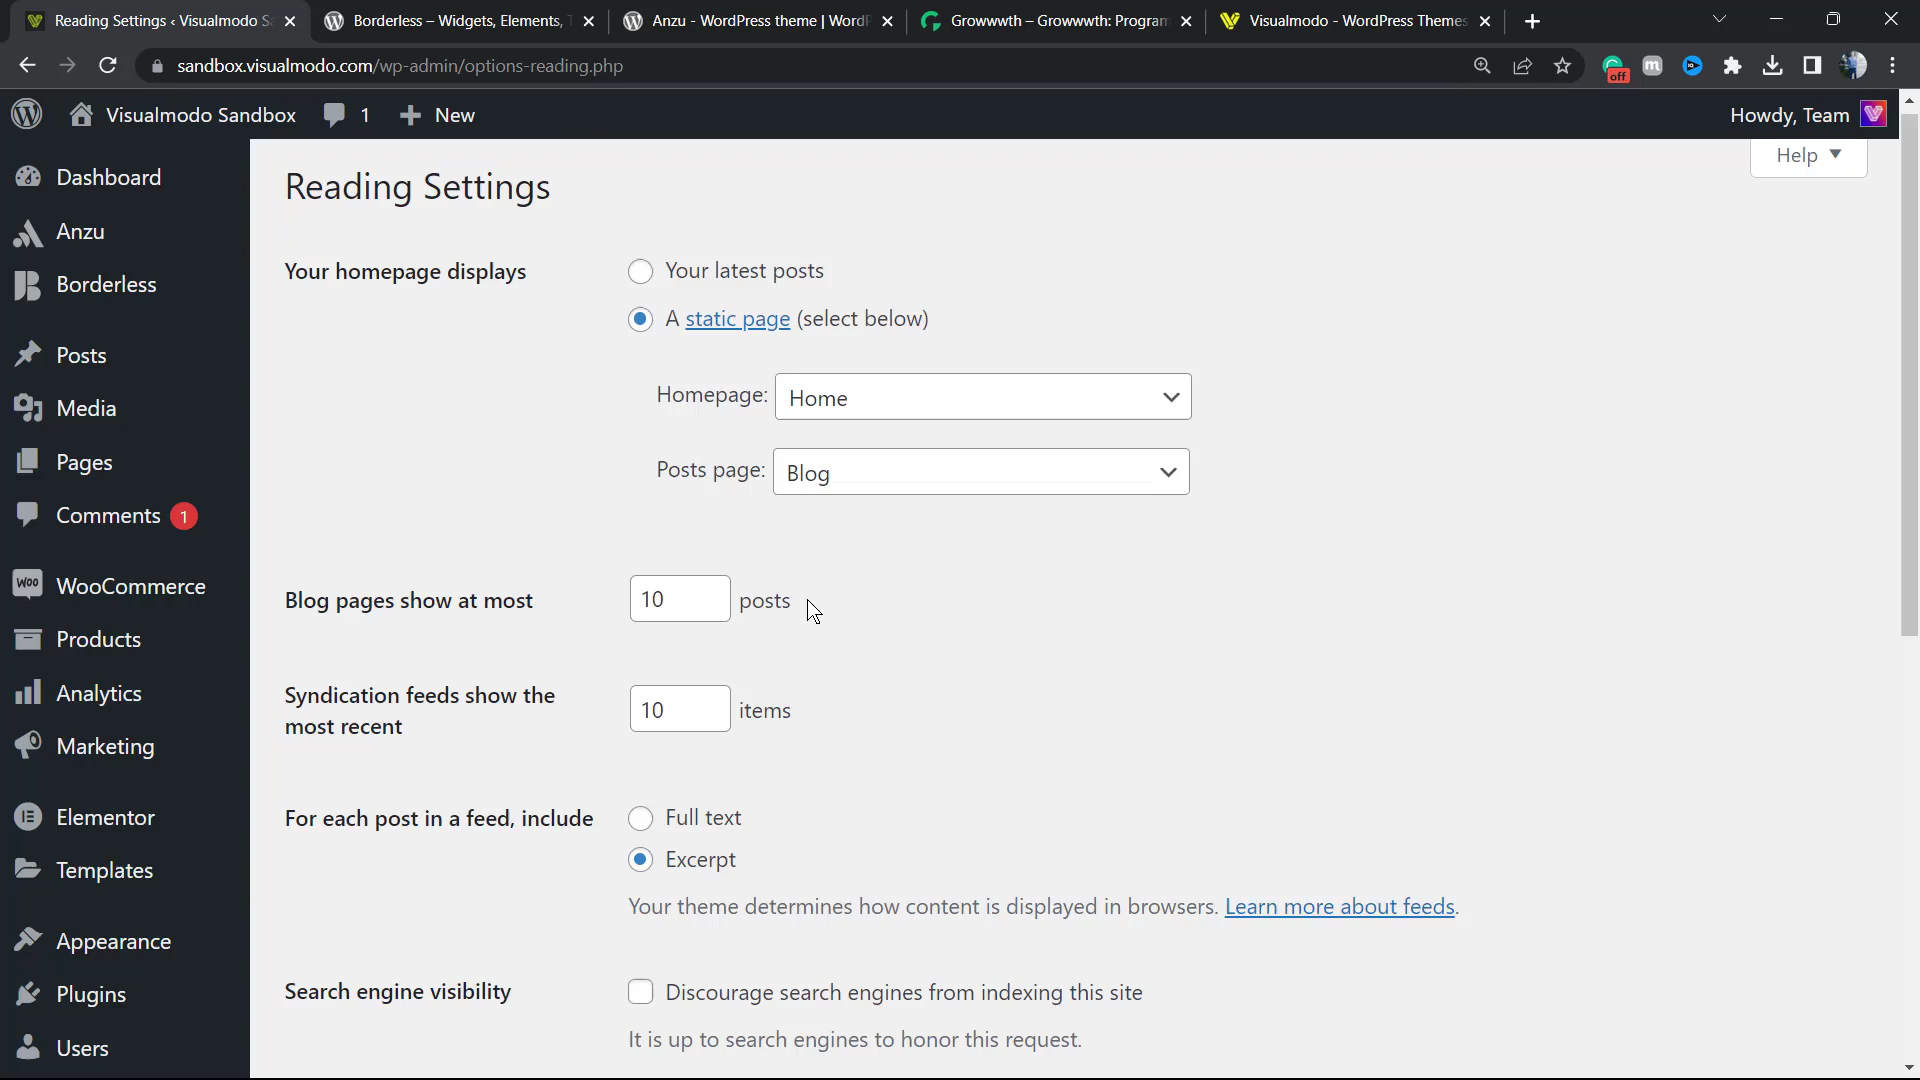 Reading Settings ‹ Visualmodo S
Borderless – Widgets, Elements, T
Anzu - WordPress theme | WordP
Growwwth – Growwwth: Program
Visualmodo - WordPress Themes
sandbox.visualmodo.com/wp-admin/options-reading.php
off
m
Visualmodo Sandbox
1
New
Howdy, Team
Help
Dashboard
Anzu
Borderless
Posts
Media
Pages
Comments 1
WooCommerce
Products
Analytics
Marketing
Elementor
Templates
Appearance
Plugins
Users
Reading Settings
Your homepage displays
Your latest posts
A static page (select below)
Homepage: Home
Posts page: Blog
Blog pages show at most
10 posts
Syndication feeds show the
most recent
10 items
For each post in a feed, include
Full text
Excerpt
Your theme determines how content is displayed in browsers. Learn more about feeds.
Search engine visibility
Discourage search engines from indexing this site
It is up to search engines to honor this request.